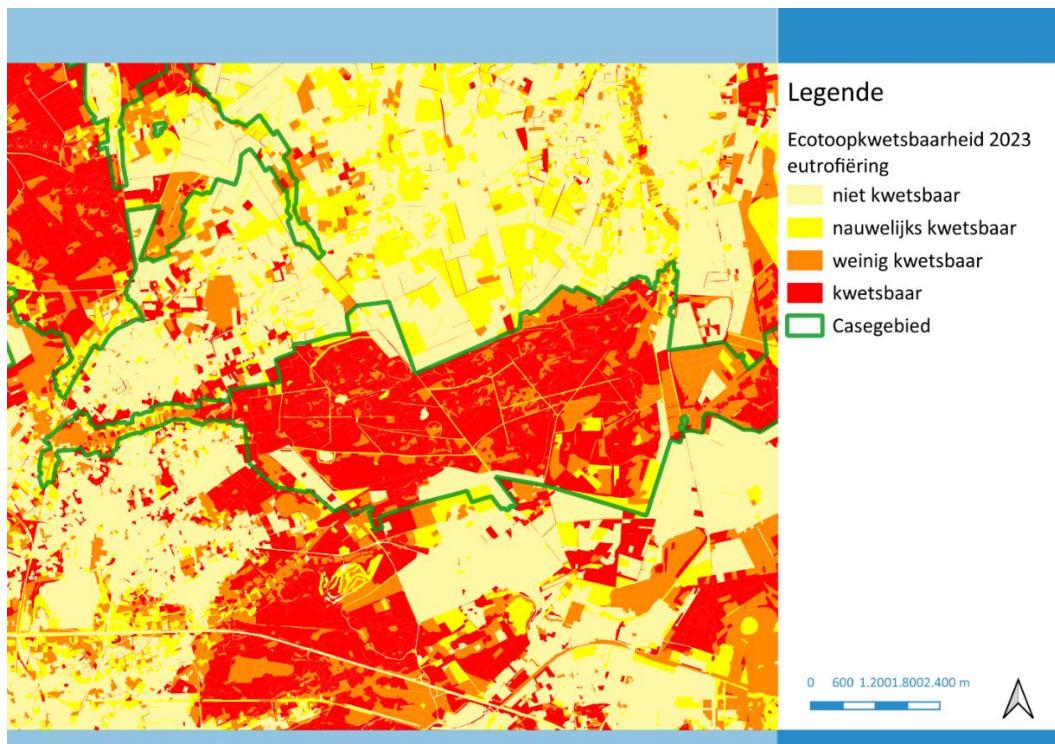 Legende
Ecotoopkwetsbaarheid 2023
eutrofiëring
niet kwetsbaar
nauwelijks kwetsbaar
weinig kwetsbaar
kwetsbaar
Casegebied
0 600 1.2001.8002.400 m